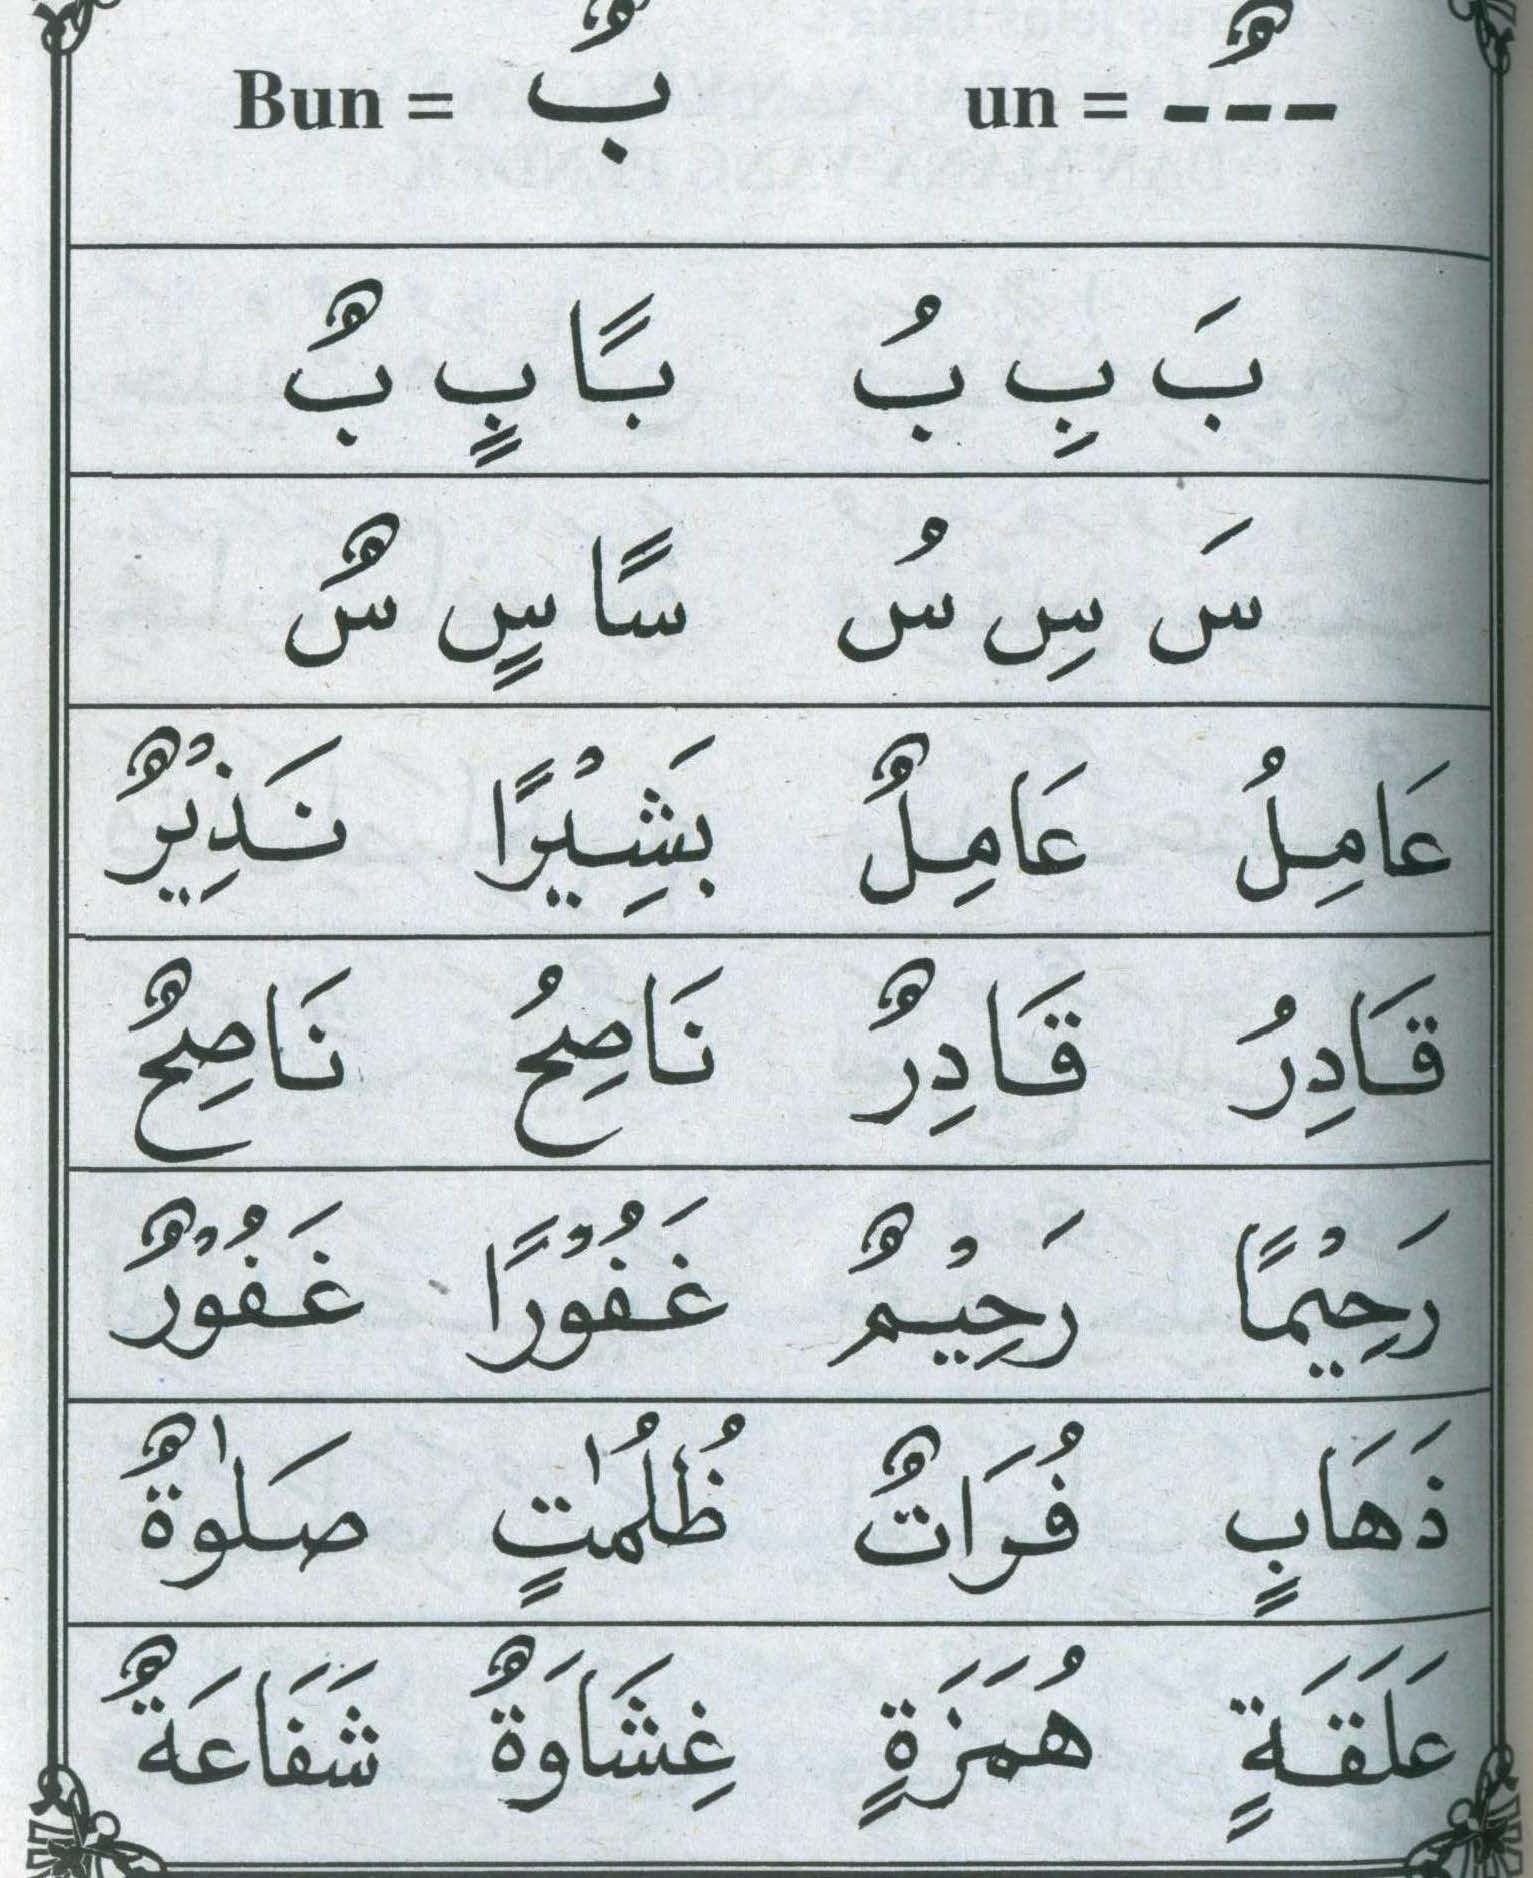 ـٌـ = un بٌ = Bun
بَ بِ بُ بًا بٍ بٌ
سَ سِ سُ سًا سٍ سٌ
عَامِلُ عَامِلٌ بَشِيْرًا نَذِيْرٌ
قَادِرُ قَادِرٌ نَاصِحُ نَاصِحٌ
رَحِيْمًا رَحِيْمٌ غَفُوْرًا غَفُوْرٌ
ذَهَابٍ فُرَاتٌ ظُلُمٰتٍ صَلٰوةٌ
عَلَقَةٍ هُمَزَةٍ غِشَاوَةٌ شَفَاعَةٌ